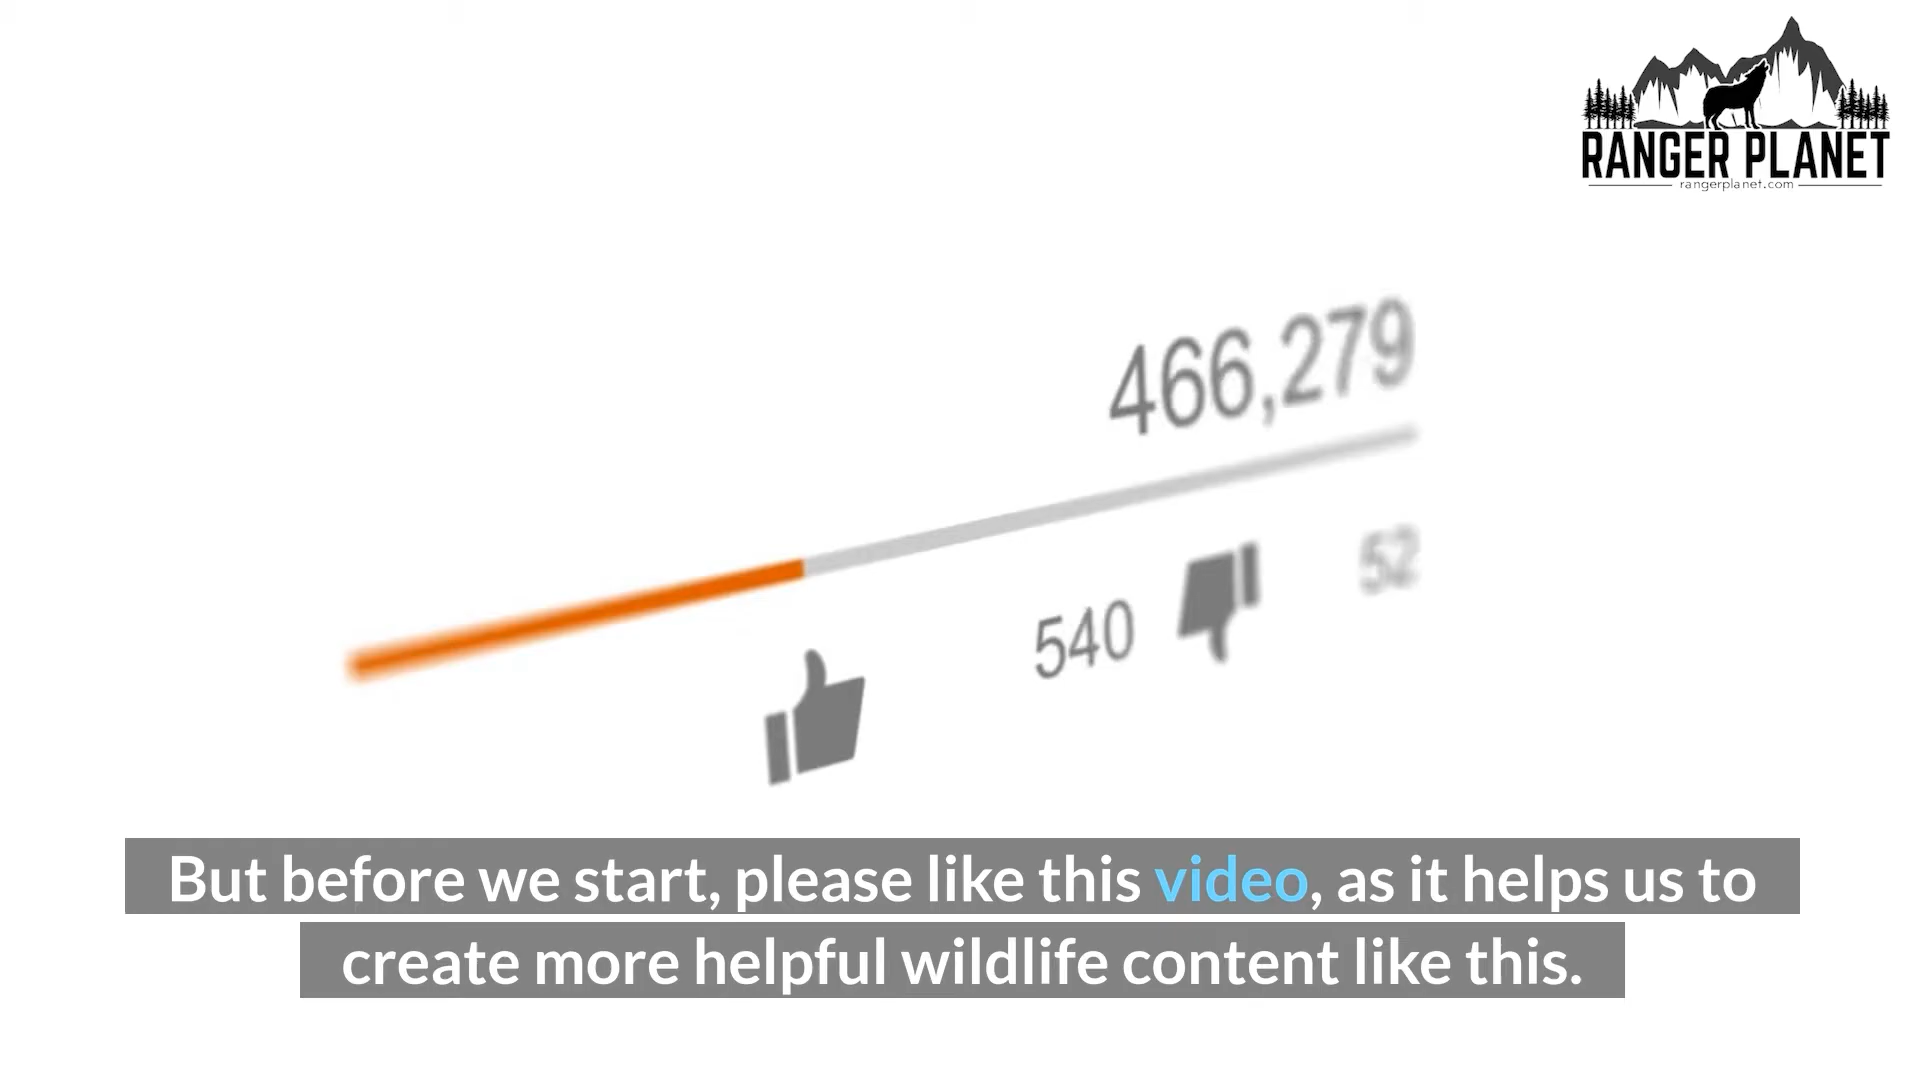 RANGER PLANET
rangerplanet.com
466,279
540
52
But before we start, please like this video, as it helps us to
create more helpful wildlife content like this.